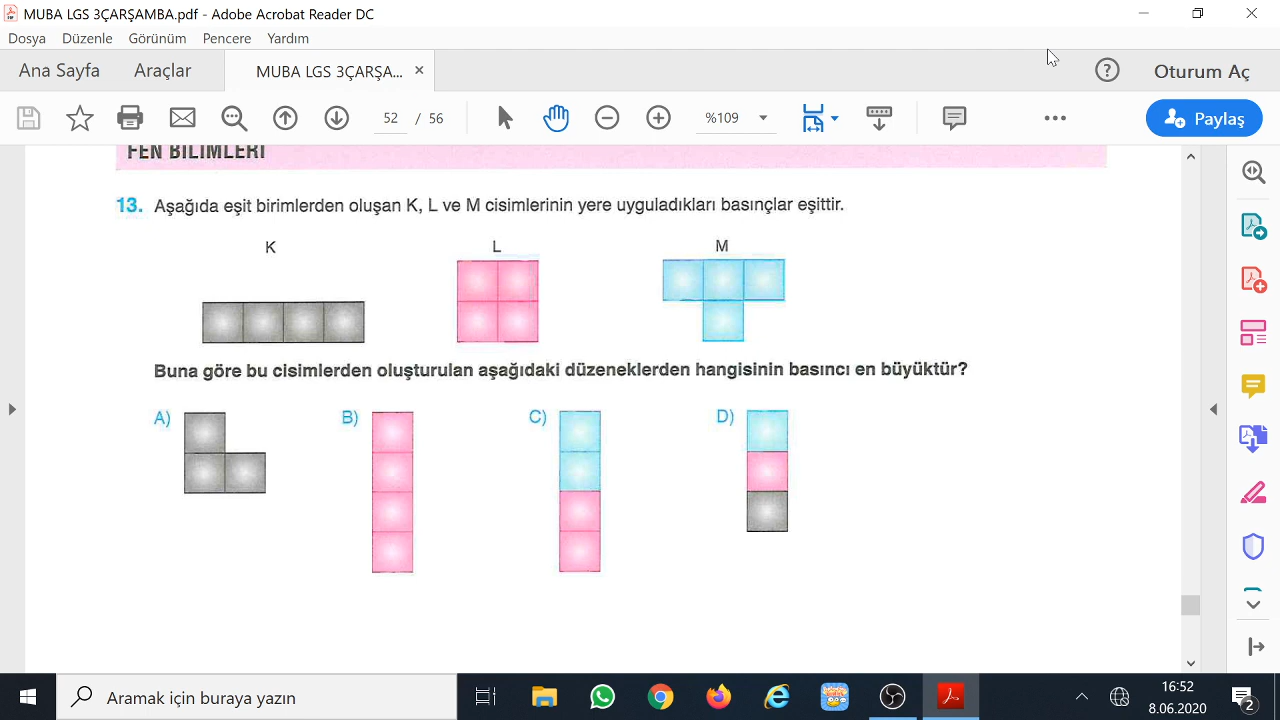 MUBA LGS 3ÇARŞAMBA.pdf - Adobe Acrobat Reader DC
Dosya Düzenle Görünüm Pencere Yardım
Ana Sayfa Araçlar MUBA LGS 3ÇARŞA... × ? Oturum Aç
52 / 56 %109 Paylaş
FEN BİLİMLERİ
13. Aşağıda eşit birimlerden oluşan K, L ve M cisimlerinin yere uyguladıkları basınçlar eşittir.
K L M
Buna göre bu cisimlerden oluşturulan aşağıdaki düzeneklerden hangisinin basıncı en büyüktür?
A) B) C) D)
Aramak için buraya yazın
16:52
8.06.2020
2